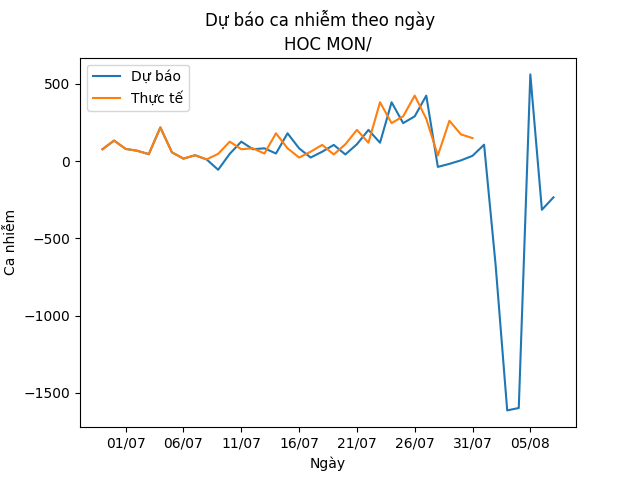 Dự báo ca nhiễm theo ngày
HOC MON/
Dự báo
Thực tế
500
0
−500
−1000
−1500
Ca nhiễm
01/07 06/07 11/07 16/07 21/07 26/07 31/07 05/08
Ngày